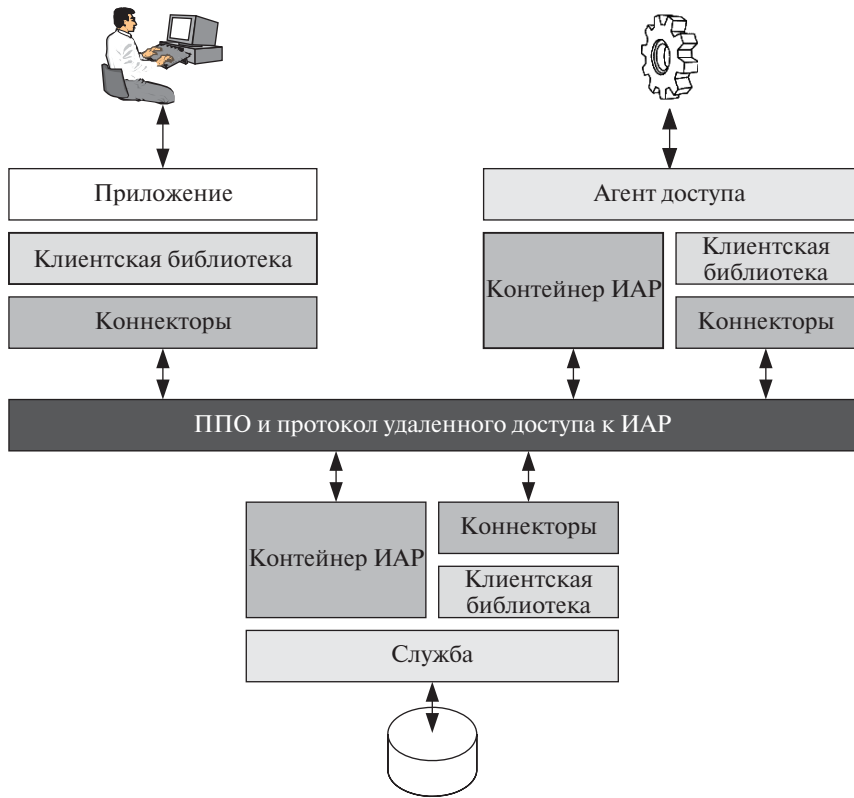 Приложение
Клиентская библиотека
Коннекторы
Агент доступа
Контейнер ИАР
Клиентская
библиотека
Коннекторы
ППО и протокол удаленного доступа к ИАР
Контейнер ИАР
Коннекторы
Клиентская
библиотека
Служба